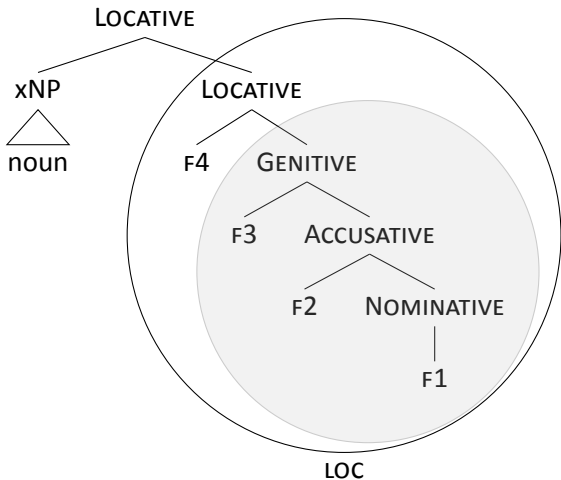 LOCATIVE
xNP LOCATIVE
noun F4 GENITIVE
F3 ACCUSATIVE
F2 NOMINATIVE
F1
LOC